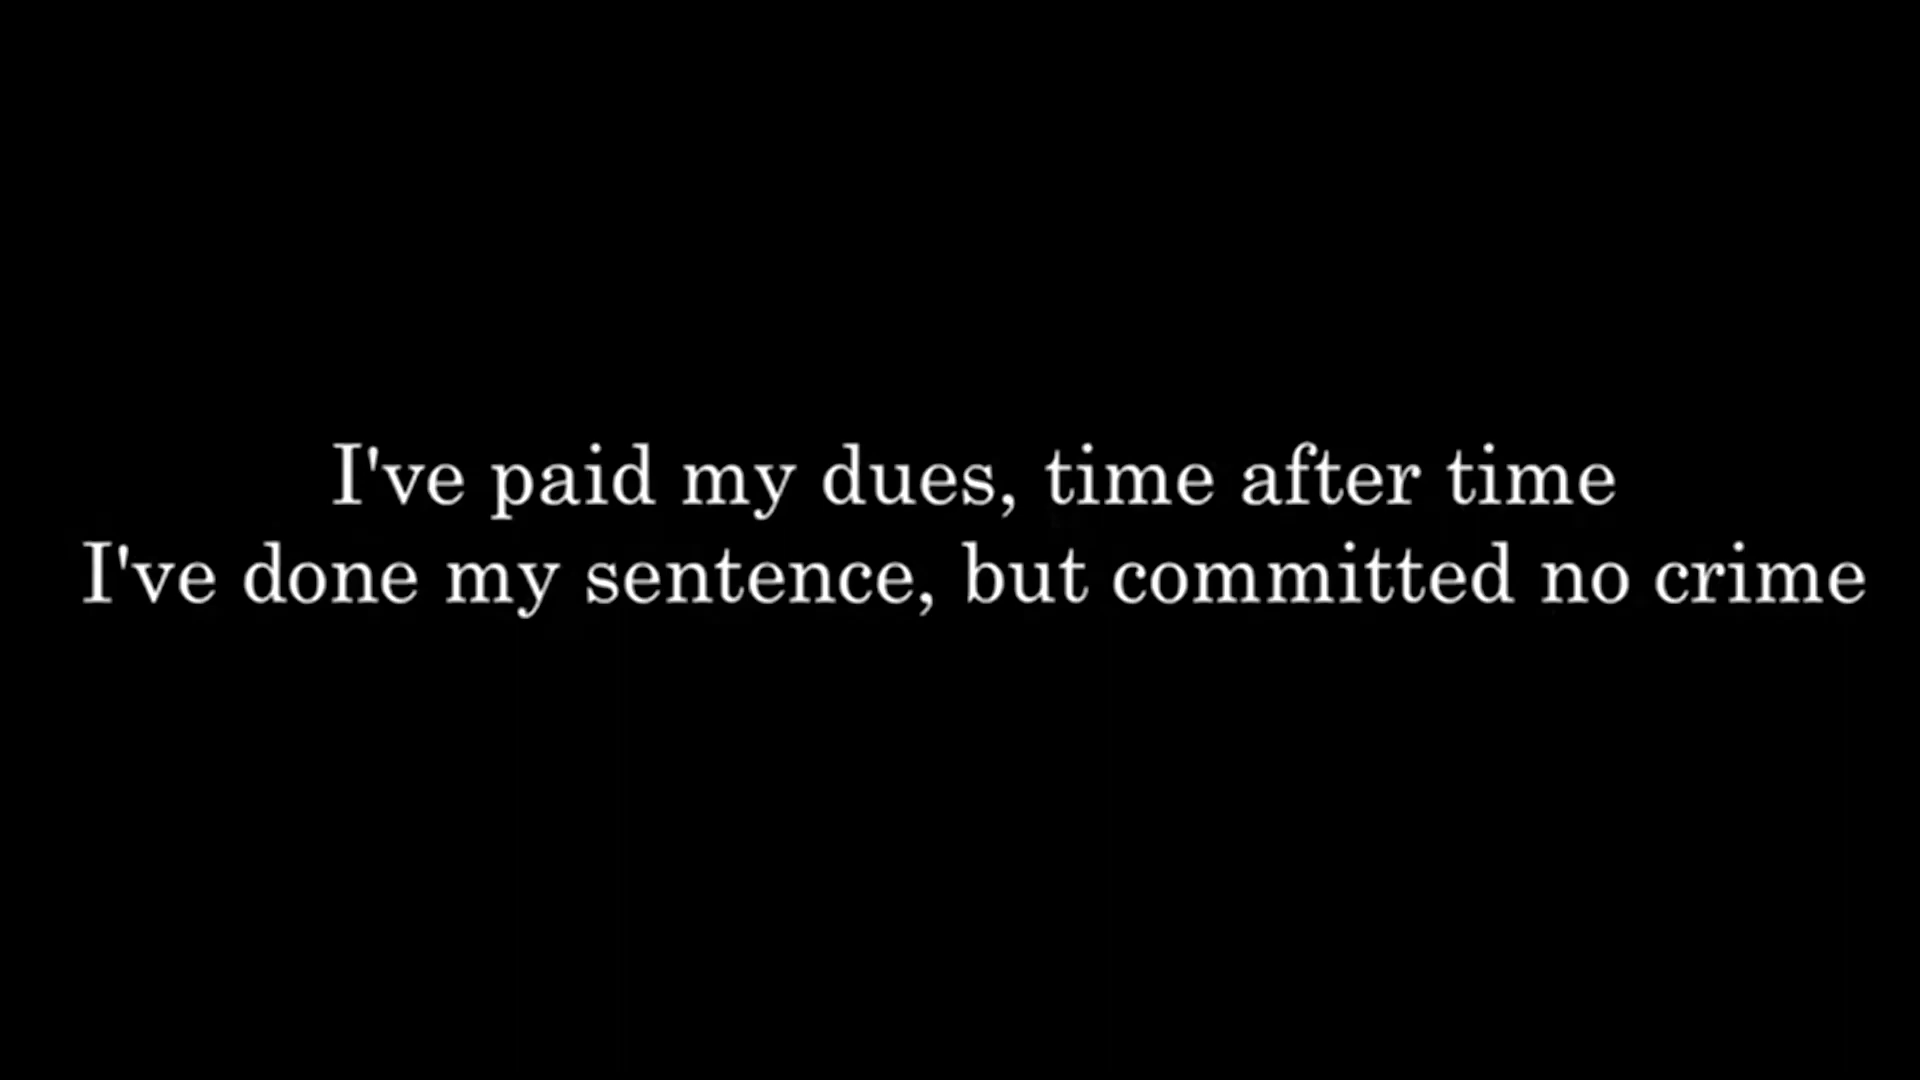 I've paid my dues, time after time
I've done my sentence, but committed no crime